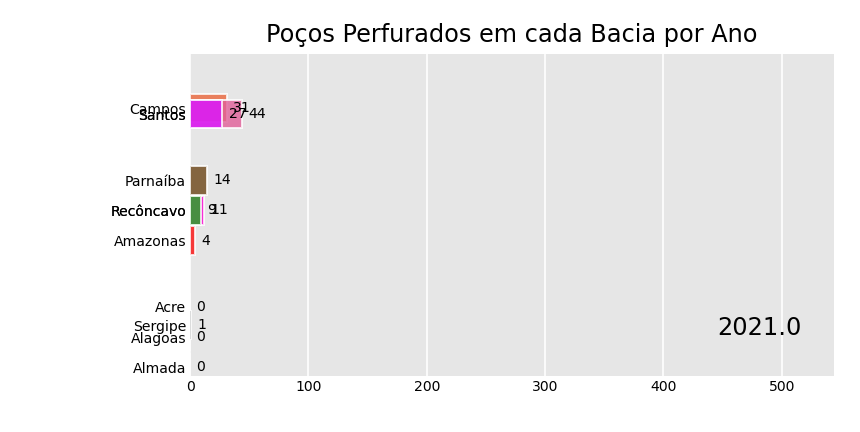 Poços Perfurados em cada Bacia por Ano
Campos 31
Santos 27 44
Parnaíba 14
Recôncavo 9 11
Amazonas 4
Acre 0
Sergipe 1
2021.0
Alagoas 0
Almada 0
0 100 200 300 400 500